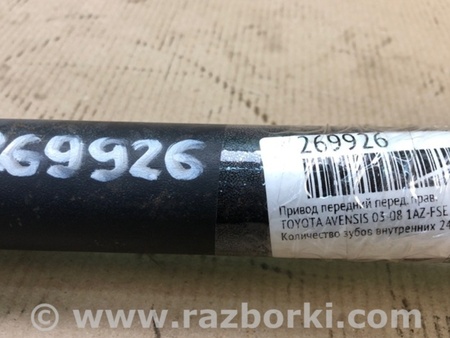 269926
269926
Привод передний перед. прав.
TOYOTA AVENSIS 03-08 1AZ-FSE
Количество зубов внутренних 24
www.razborki.com